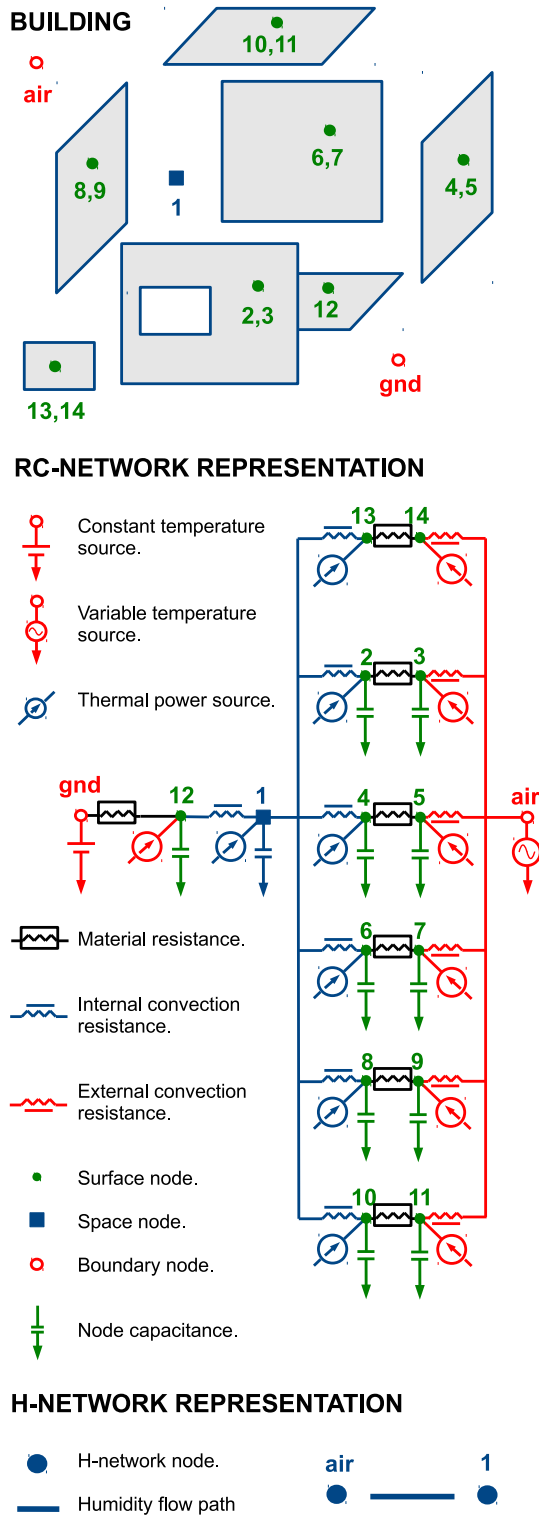 BUILDING
10,11
air
6,7
8,9
4,5
1
2,3
12
gnd
13,14
RC-NETWORK REPRESENTATION
13 14
Constant temperature
source.
Variable temperature
source.
2 3
Thermal power source.
gnd
12
1
4 5
air
Material resistance.
6 7
Internal convection
resistance.
8 9
External convection
resistance.
Surface node.
10 11
Space node.
Boundary node.
Node capacitance.
H-NETWORK REPRESENTATION
H-network node.
air 1
Humidity flow path